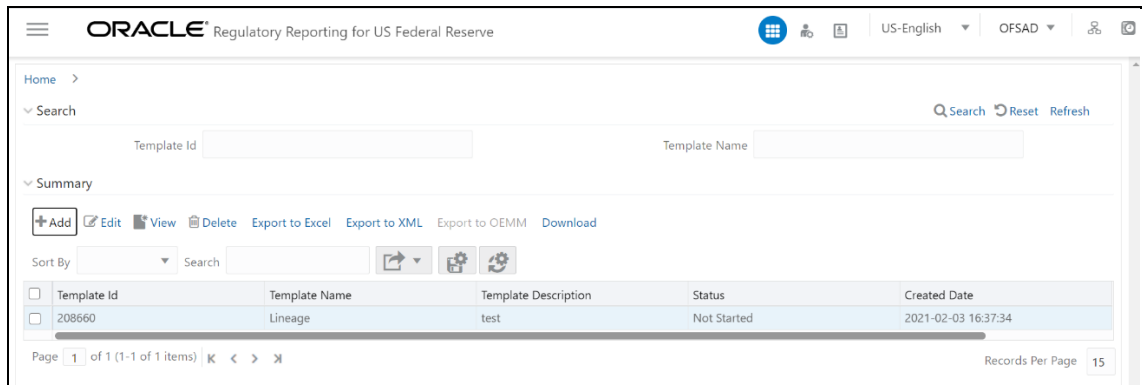 ORACLE® Regulatory Reporting for US Federal Reserve US-English OFSAD
Home >
Search Search Reset Refresh
Template Id Template Name
Summary
Add Edit View Delete Export to Excel Export to XML Export to OEMM Download
Sort By Search
Template Id Template Name Template Description Status Created Date
208660 Lineage test Not Started 2021-02-03 16:37:34
Page 1 of 1 (1-1 of 1 items) Records Per Page 15